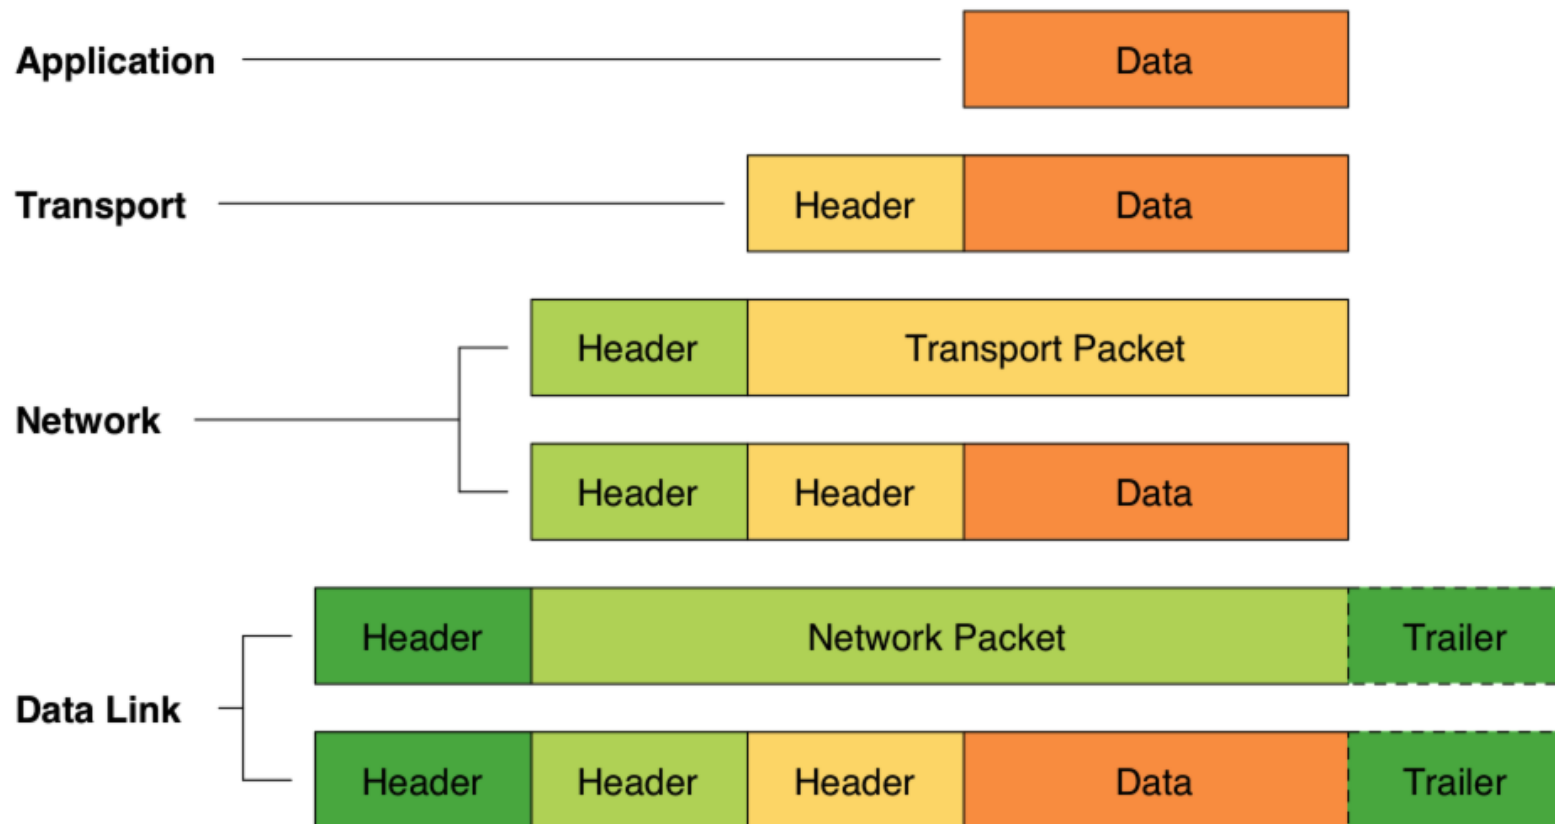 Application Data
Transport Header Data
Header Transport Packet
Network
Header Header Data
Header Network Packet Trailer
Data Link
Header Header Header Data Trailer